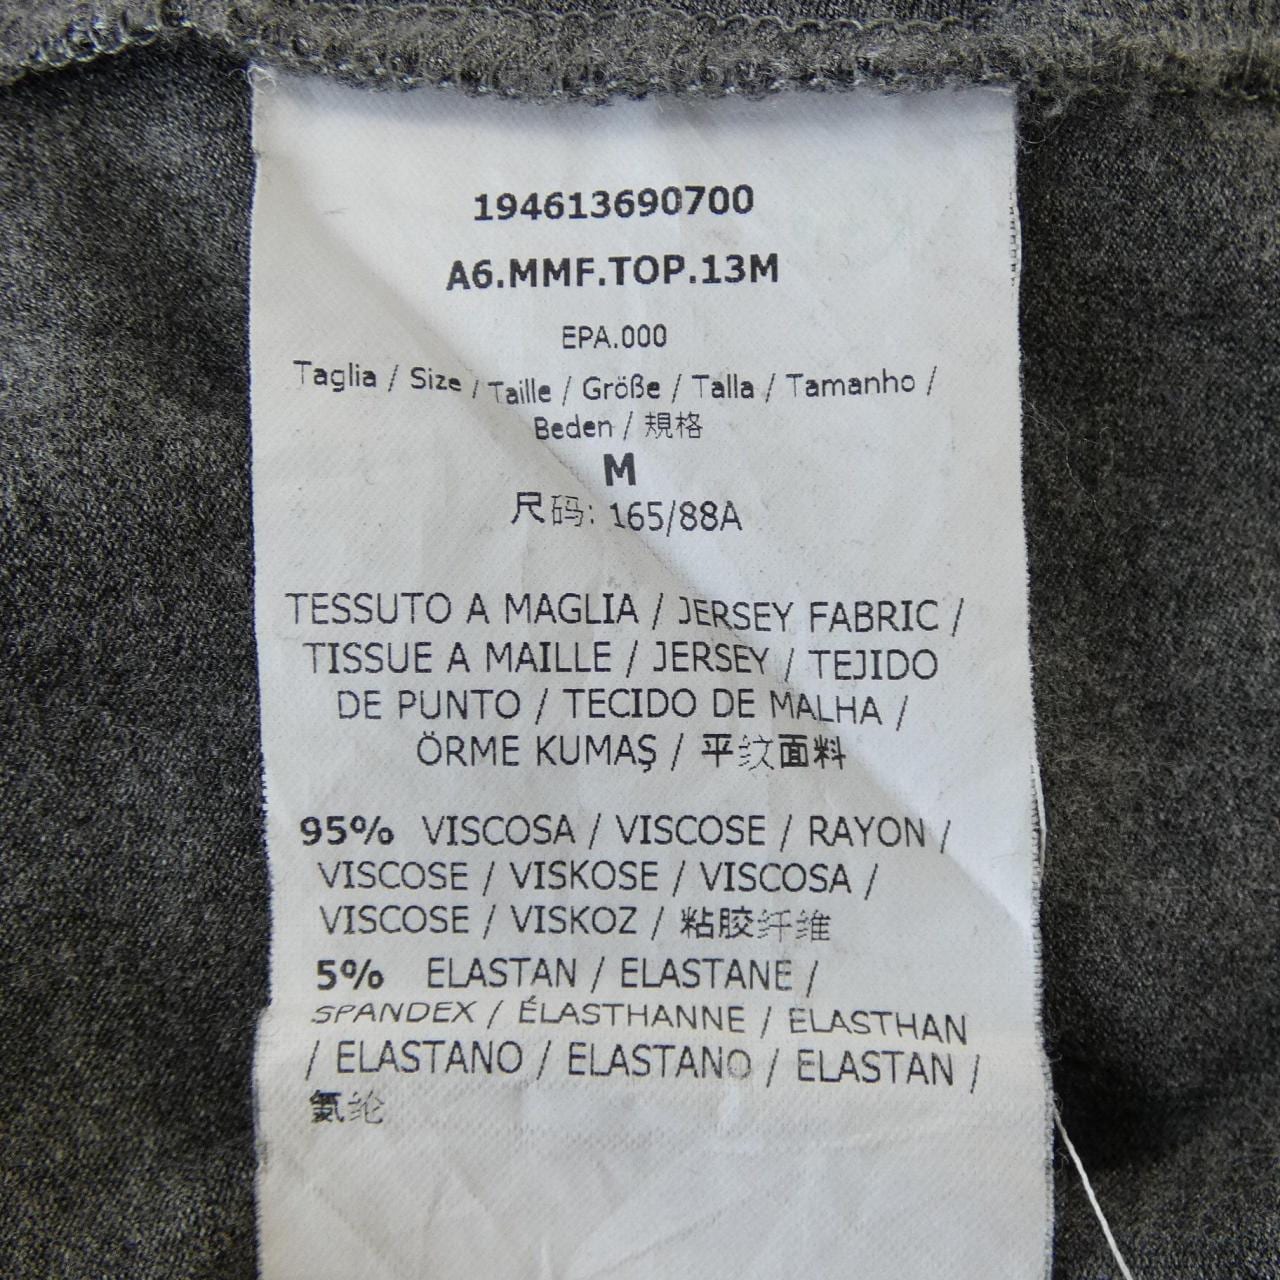 194613690700
A6.MMF.TOP.13M
EPA.000
Taglia / Size / Taille / Größe / Talla / Tamanho /
Beden / 規格
M
尺码: 165/88A
TESSUTO A MAGLIA / JERSEY FABRIC /
TISSUE A MAILLE / JERSEY / TEJIDO
DE PUNTO / TECIDO DE MALHA /
ÖRME KUMAŞ / 平纹面料
95% VISCOSA / VISCOSE / RAYON /
VISCOSE / VISKOSE / VISCOSA /
VISCOSE / VISKOZ / 粘胶纤维
5% ELASTAN / ELASTANE /
SPANDEX / ÉLASTHANNE / ELASTHAN
/ ELASTANO / ELASTANO / ELASTAN /
氨纶